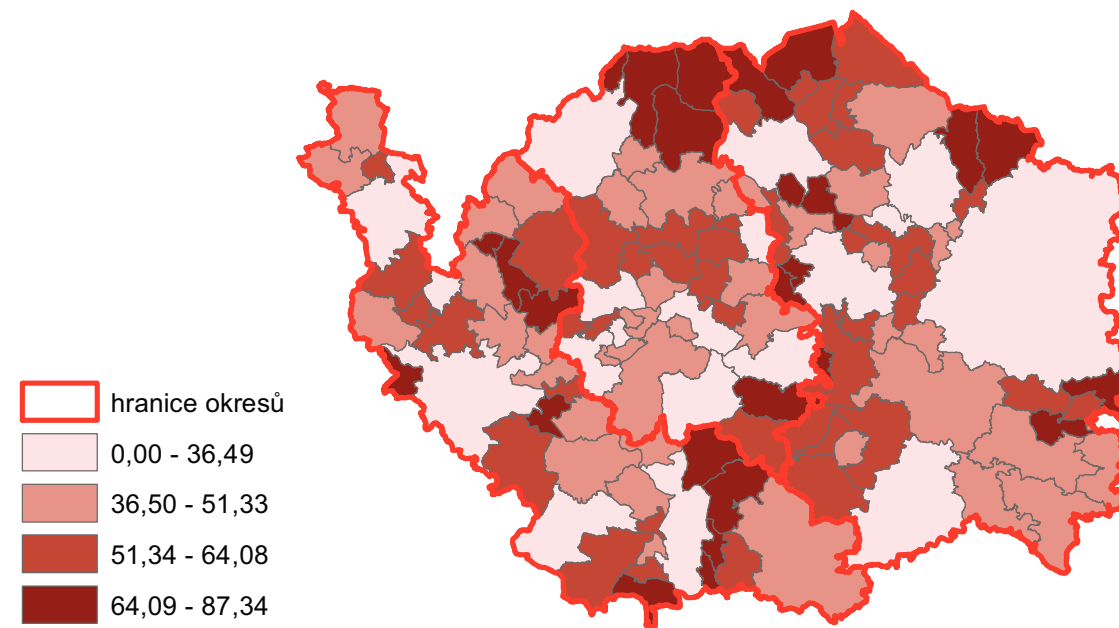 hranice okresů
0,00 - 36,49
36,50 - 51,33
51,34 - 64,08
64,09 - 87,34